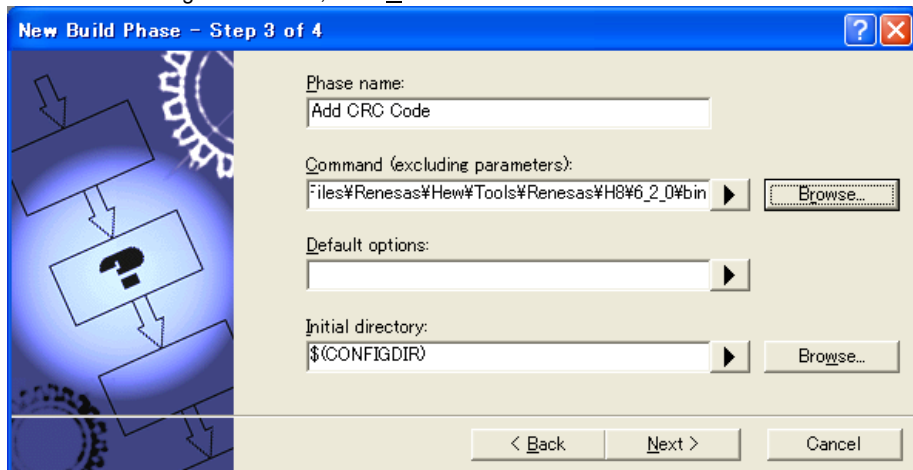 New Build Phase - Step 3 of 4
?
Phase name:
Add CRC Code
Command (excluding parameters):
Files¥Renesas¥Hew¥Tools¥Renesas¥H8¥6_2_0¥bin
Browse...
Default options:
Initial directory:
$(CONFIGDIR)
Browse...
?
< Back
Next >
Cancel